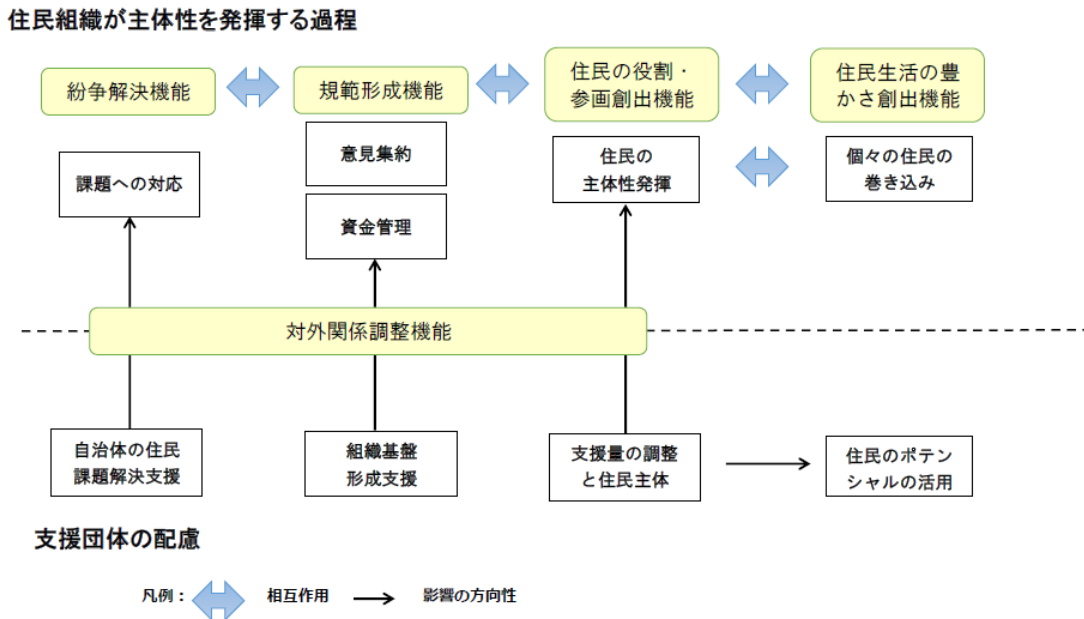 住民組織が主体性を発揮する過程
紛争解決機能
規範形成機能
住民の役割・
参画創出機能
住民生活の豊
かさ創出機能
課題への対応
意見集約
資金管理
住民の
主体性発揮
個々の住民の
巻き込み
対外関係調整機能
自治体の住民
課題解決支援
組織基盤
形成支援
支援量の調整
と住民主体
住民のポテン
シャルの活用
支援団体の配慮
凡例：
相互作用
影響の方向性